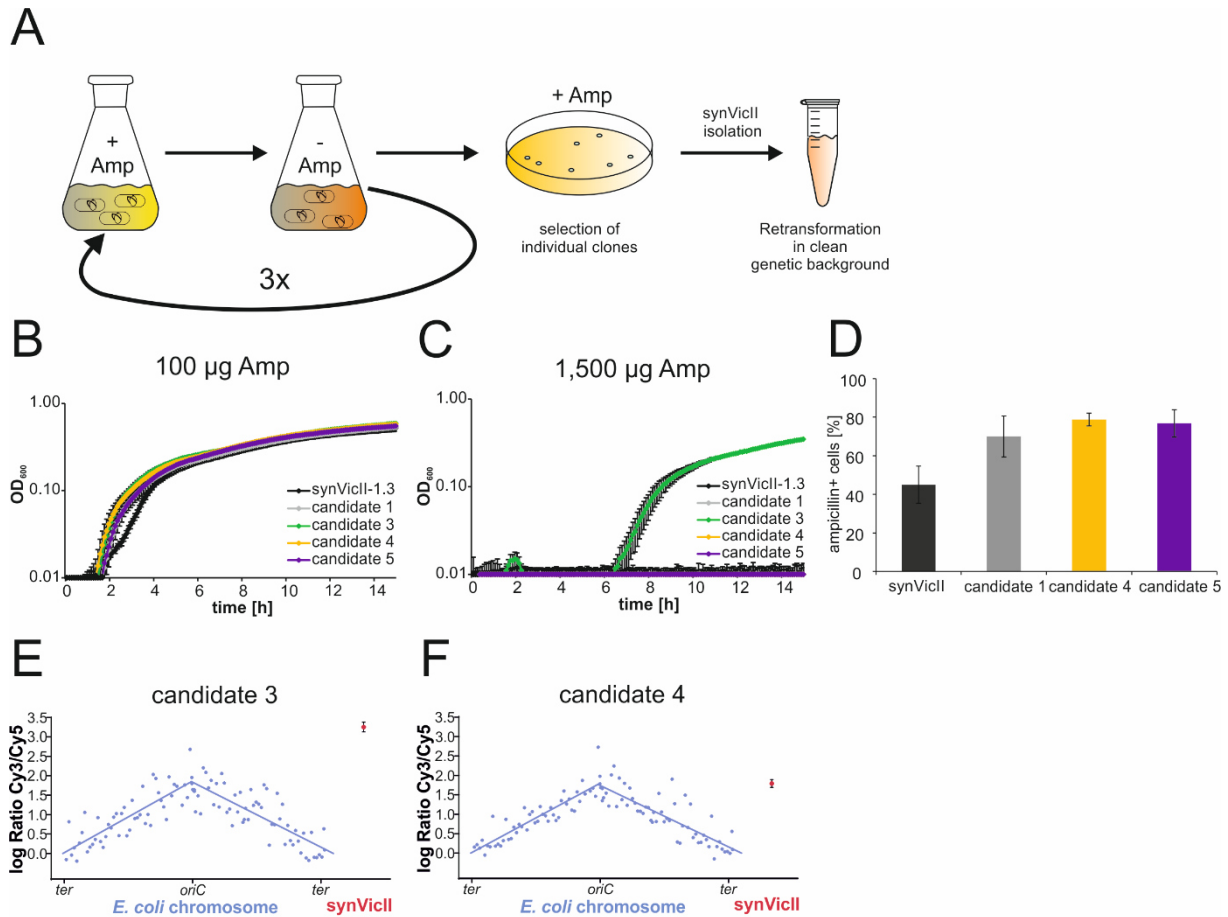 A
+
Amp
-
Amp
3x
+ Amp
selection of
individual clones
synVicII
isolation
Retransformation
in clean
genetic background
B
100 µg Amp
OD600
1.00
0.10
0.01
0 2 4 6 8 10 12 14
time [h]
synVicII-1.3
candidate 1
candidate 3
candidate 4
candidate 5
C
1,500 µg Amp
OD600
1.00
0.10
0.01
0 2 4 6 8 10 12 14
time [h]
synVicII-1.3
candidate 1
candidate 3
candidate 4
candidate 5
D
ampicillin+ cells [%]
100
80
60
40
20
0
synVicII candidate 1 candidate 4 candidate 5
E
candidate 3
log Ratio Cy3/Cy5
3.5
3.0
2.5
2.0
1.5
1.0
0.5
0.0
ter oriC ter
E. coli chromosome synVicII
F
candidate 4
log Ratio Cy3/Cy5
3.5
3.0
2.5
2.0
1.5
1.0
0.5
0.0
ter oriC ter
E. coli chromosome synVicII